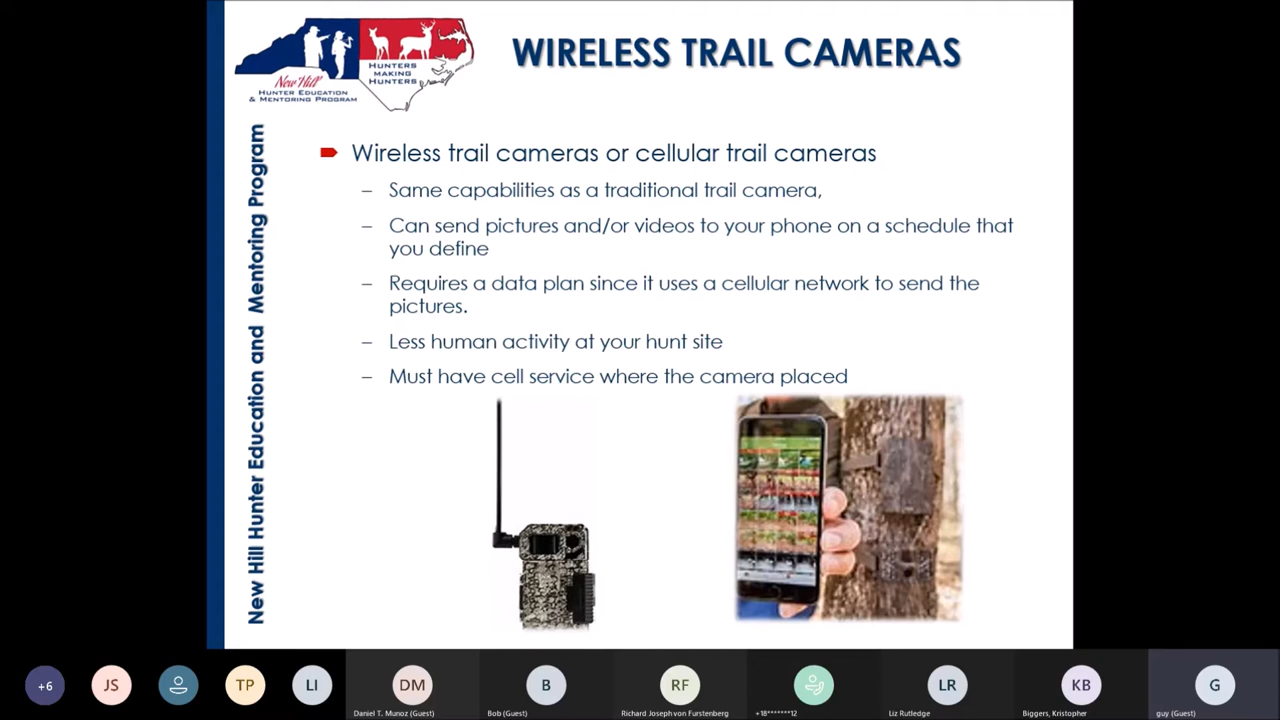 New Hill
HUNTER EDUCATION
& MENTORING PROGRAM
HUNTERS
MAKING
HUNTERS
WIRELESS TRAIL CAMERAS
New Hill Hunter Education and Mentoring Program
Wireless trail cameras or cellular trail cameras
– Same capabilities as a traditional trail camera,
– Can send pictures and/or videos to your phone on a schedule that
you define
– Requires a data plan since it uses a cellular network to send the
pictures.
– Less human activity at your hunt site
– Must have cell service where the camera placed
+6
JS
TP
LI
DM
Daniel T. Munoz (Guest)
B
Bob (Guest)
RF
Richard Joseph von Furstenberg
+18*******12
LR
Liz Rutledge
KB
Biggers, Kristopher
G
guy (Guest)